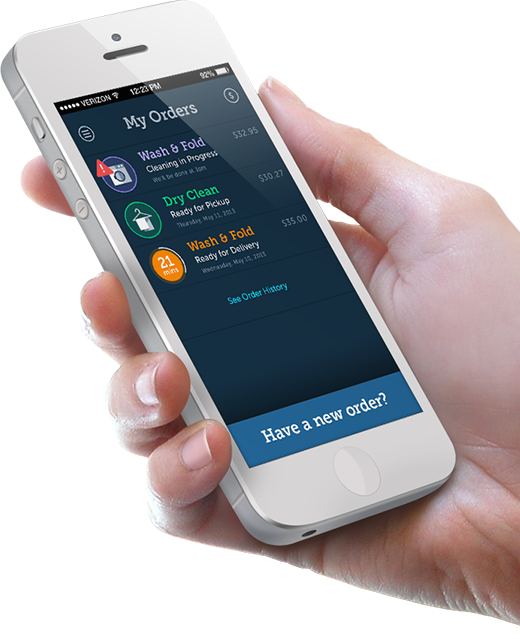 VERIZON 12:23 PM 92%
My Orders
$
Wash & Fold $32.95
Cleaning in Progress
We'll be done at 3pm
!
Dry Clean $30.27
Ready for Pickup
Thursday, May 11, 2013
21 mins
Wash & Fold $35.00
Ready for Delivery
Wednesday, May 10, 2013
See Order History
Have a new order?